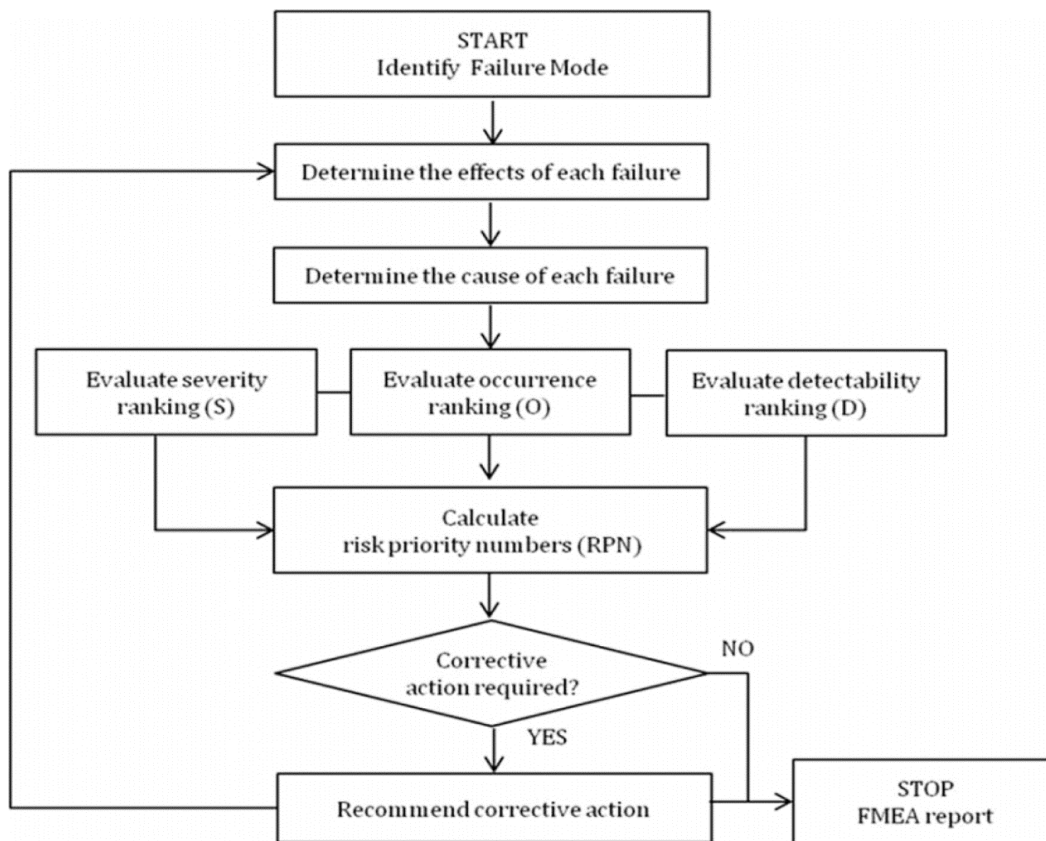 START
Identify Failure Mode
Determine the effects of each failure
Determine the cause of each failure
Evaluate severity
ranking (S)
Evaluate occurrence
ranking (O)
Evaluate detectability
ranking (D)
Calculate
risk priority numbers (RPN)
Corrective
action required?
NO
YES
Recommend corrective action
STOP
FMEA report